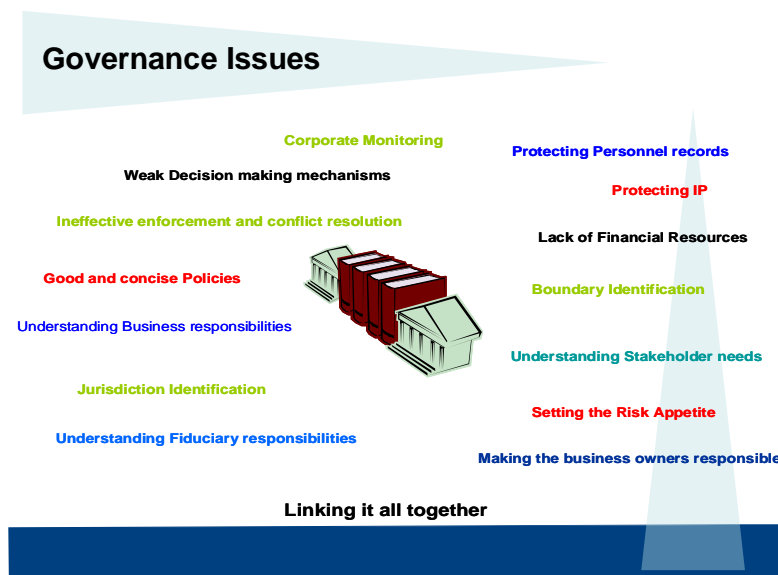 Governance Issues
Corporate Monitoring
Protecting Personnel records
Weak Decision making mechanisms
Protecting IP
Ineffective enforcement and conflict resolution
Lack of Financial Resources
Good and concise Policies
Boundary Identification
Understanding Business responsibilities
Understanding Stakeholder needs
Jurisdiction Identification
Setting the Risk Appetite
Understanding Fiduciary responsibilities
Making the business owners responsible
Linking it all together